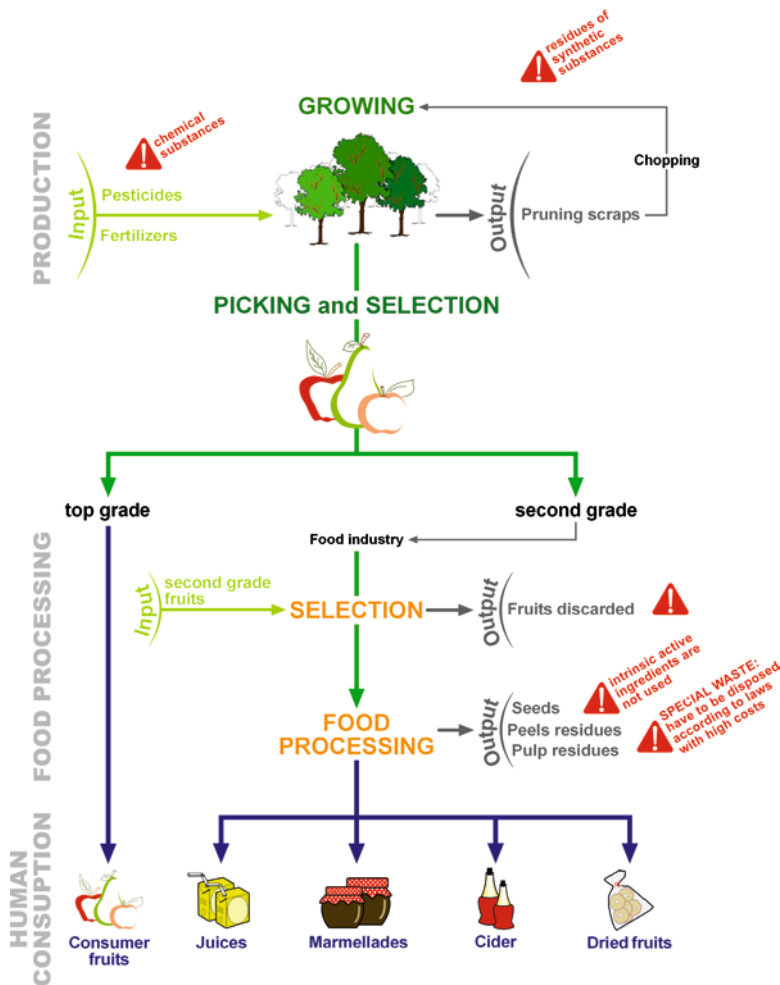 residues of
synthetic
substances
GROWING
chemical
substances
PRODUCTION
Chopping
Input
Pesticides
Fertilizers
Output
Pruning scraps
PICKING and SELECTION
top grade
second grade
FOOD PROCESSING
Food industry
Input
second grade
fruits
SELECTION
Output
Fruits discarded
intrinsic active
ingredients are
not used
SPECIAL WASTE:
have to be disposed
according to laws
with high costs
FOOD
PROCESSING
Output
Seeds
Peels residues
Pulp residues
HUMAN
CONSUPTION
Consumer
fruits
Juices
Marmellades
Cider
Dried fruits